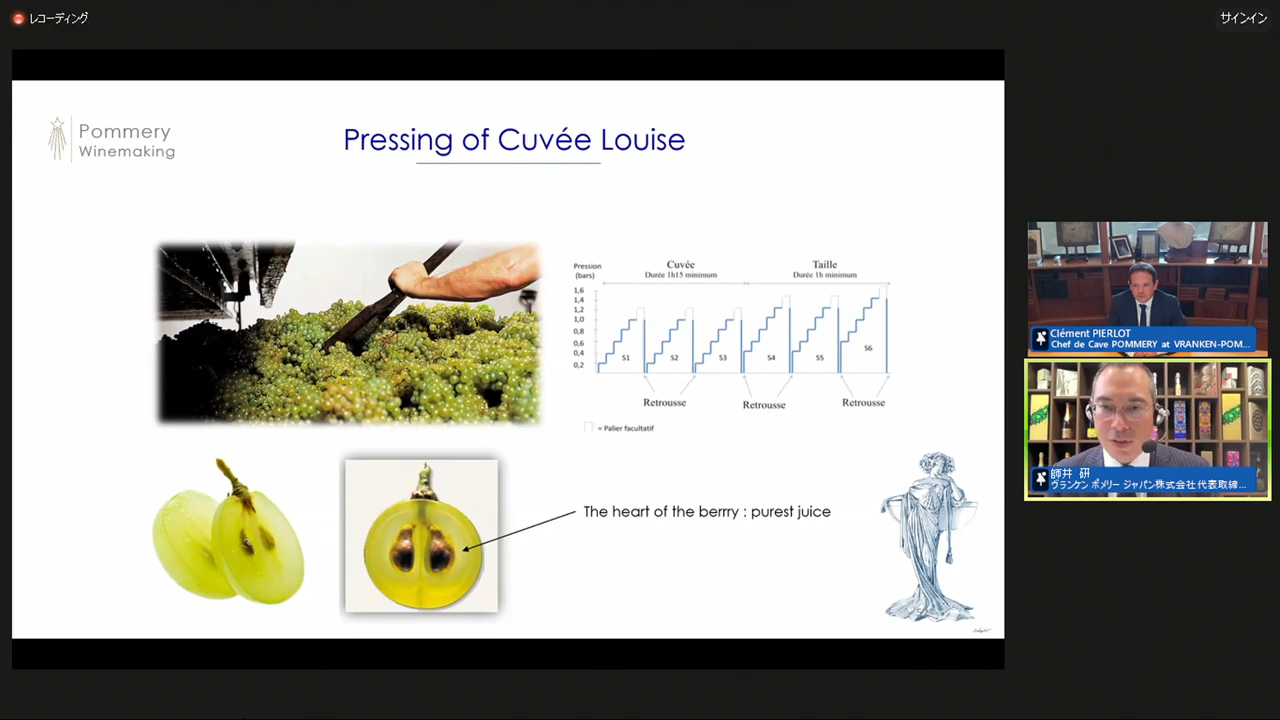 レコーディング
サインイン
Pommery
Winemaking
Pressing of Cuvée Louise
Pression
(bars)
Cuvée
Durée 1h15 minimum
Taille
Durée 1h minimum
1,6
1,4
1,2
1,0
0,8
0,6
0,4
0,2
S1
S2
S3
S4
S5
S6
Retrousse
Retrousse
Retrousse
= Palier facultatif
The heart of the berrry : purest juice
Clément PIERLOT
Chef de Cave POMMERY at VRANKEN-POM...
師井 研
ヴランケン ポメリー ジャパン株式会社 代表取締...